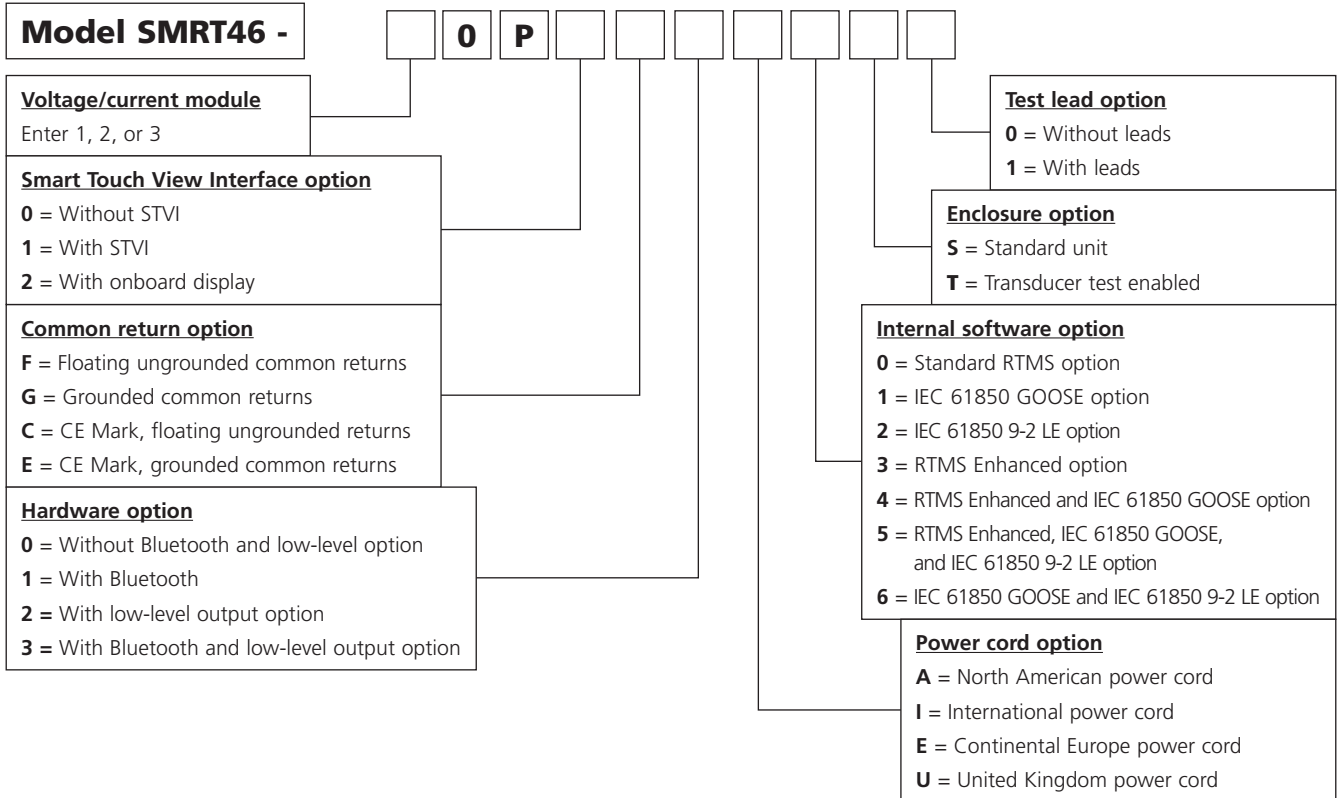 Model SMRT46 -
0 P
Voltage/current module
Enter 1, 2, or 3
Smart Touch View Interface option
0 = Without STVI
1 = With STVI
2 = With onboard display
Common return option
F = Floating ungrounded common returns
G = Grounded common returns
C = CE Mark, floating ungrounded returns
E = CE Mark, grounded common returns
Hardware option
0 = Without Bluetooth and low-level option
1 = With Bluetooth
2 = With low-level output option
3 = With Bluetooth and low-level output option
Test lead option
0 = Without leads
1 = With leads
Enclosure option
S = Standard unit
T = Transducer test enabled
Internal software option
0 = Standard RTMS option
1 = IEC 61850 GOOSE option
2 = IEC 61850 9-2 LE option
3 = RTMS Enhanced option
4 = RTMS Enhanced and IEC 61850 GOOSE option
5 = RTMS Enhanced, IEC 61850 GOOSE,
and IEC 61850 9-2 LE option
6 = IEC 61850 GOOSE and IEC 61850 9-2 LE option
Power cord option
A = North American power cord
I = International power cord
E = Continental Europe power cord
U = United Kingdom power cord